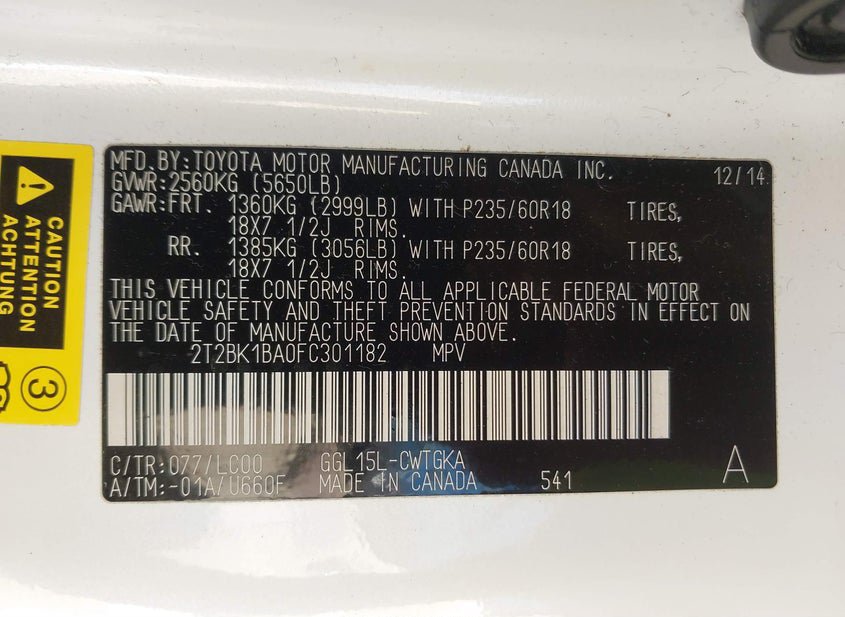 MFD.BY:TOYOTA MOTOR MANUFACTURING CANADA INC. 12/14
GVWR:2560KG (5650LB)
GAWR:FRT. 1360KG (2999LB) WITH P235/60R18 TIRES,
18X7 1/2J RIMS.
RR. 1385KG (3056LB) WITH P235/60R18 TIRES,
18X7 1/2J RIMS.
THIS VEHICLE CONFORMS TO ALL APPLICABLE FEDERAL MOTOR
VEHICLE SAFETY AND THEFT PREVENTION STANDARDS IN EFFECT ON
THE DATE OF MANUFACTURE SHOWN ABOVE.
2T2BK1BA0FC301182 MPV
C/TR:077/LC00 GGL15L-CWTGKA
A/TM:-01A/U660F MADE IN CANADA 541 A
CAUTION
ATTENTION
ACHTUNG
3